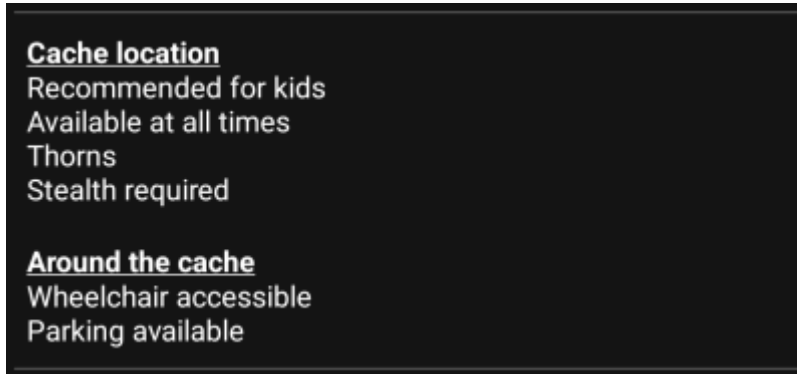 Cache location
Recommended for kids
Available at all times
Thorns
Stealth required
Around the cache
Wheelchair accessible
Parking available